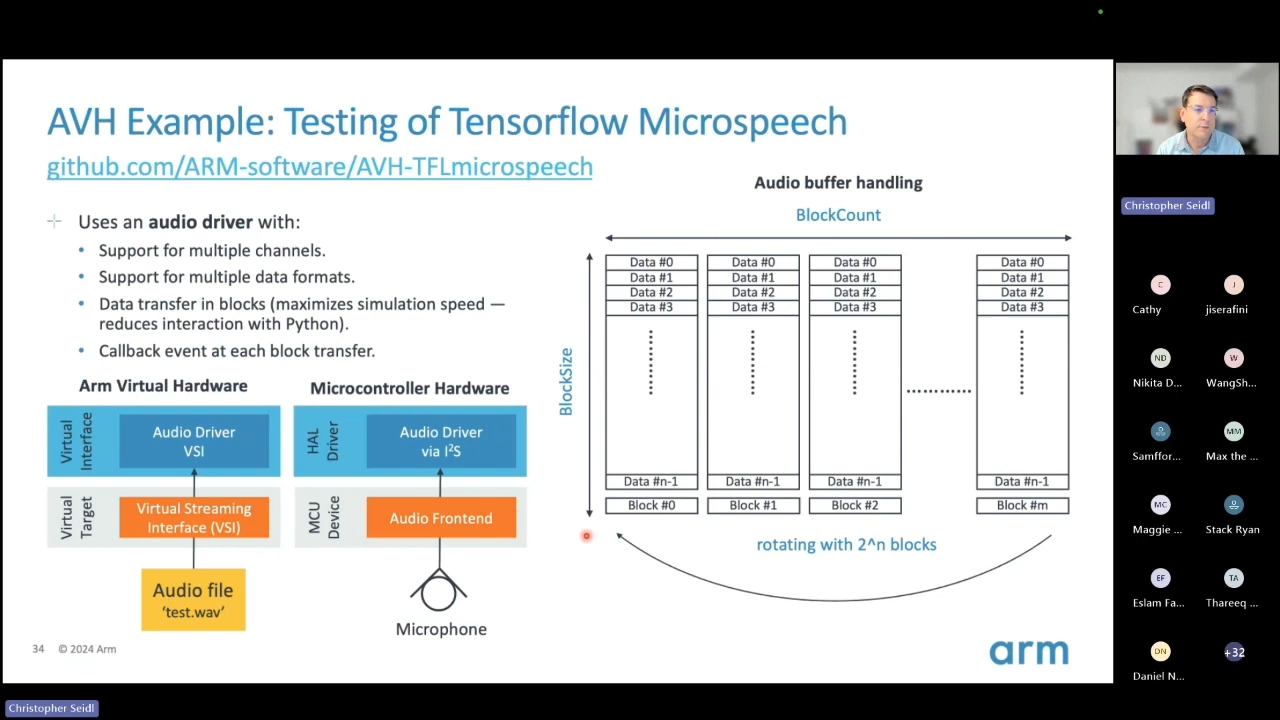 AVH Example: Testing of Tensorflow Microspeech
github.com/ARM-software/AVH-TFLmicrospeech
Uses an audio driver with:
• Support for multiple channels.
• Support for multiple data formats.
• Data transfer in blocks (maximizes simulation speed —
reduces interaction with Python).
• Callback event at each block transfer.
Arm Virtual Hardware
Virtual
Interface
Audio Driver
VSI
Virtual
Target
Virtual Streaming
Interface (VSI)
Audio file
‘test.wav’
Microcontroller Hardware
HAL
Driver
Audio Driver
via I²S
MCU
Device
Audio Frontend
Microphone
Audio buffer handling
BlockCount
BlockSize
Data #0 Data #0 Data #0 Data #0
Data #1 Data #1 Data #1 Data #1
Data #2 Data #2 Data #2 Data #2
Data #3 Data #3 Data #3 Data #3
Data #n-1 Data #n-1 Data #n-1 Data #n-1
Block #0 Block #1 Block #2 Block #m
rotating with 2^n blocks
34 © 2024 Arm
arm
Christopher Seidl
Christopher Seidl
C J
Cathy jiserafini
ND W
Nikita D... WangSh...
MM
Samffor... Max the ...
MC
Maggie ... Stack Ryan
EF TA
Eslam Fa... Thareeq ...
DN +32
Daniel N...